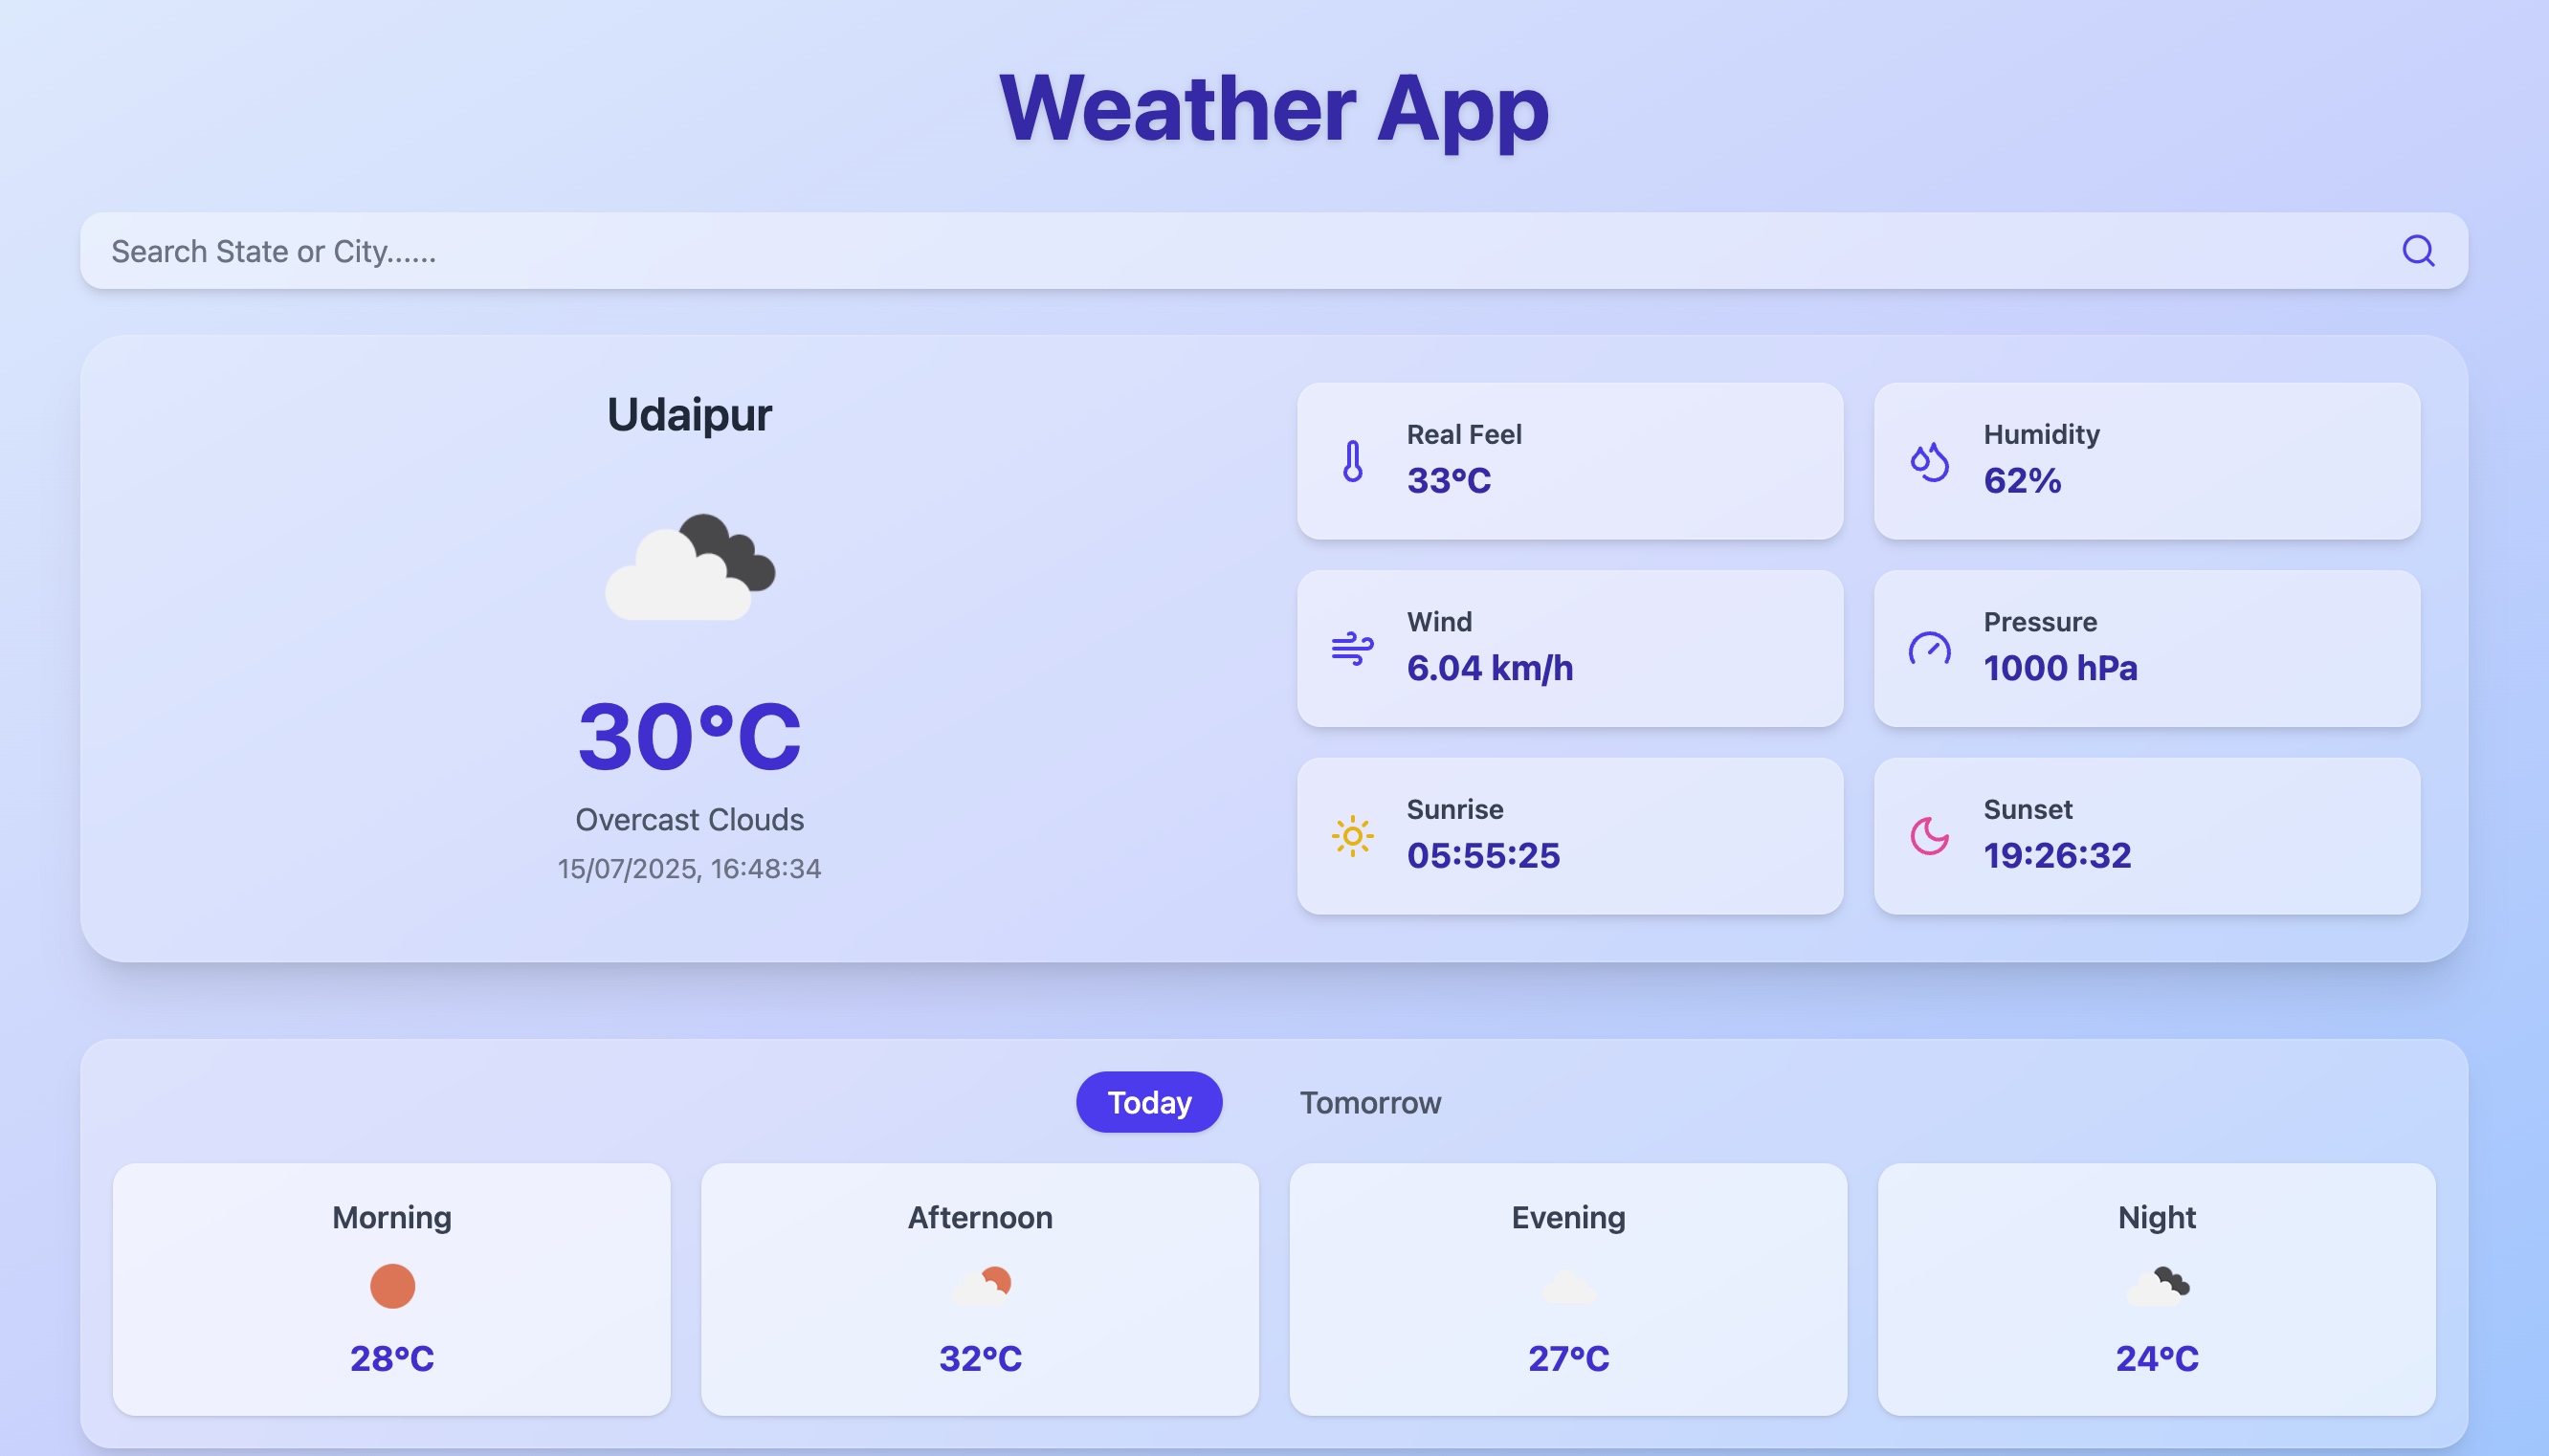 Weather App
Search State or City......
Udaipur
30°C
Overcast Clouds
15/07/2025, 16:48:34
Real Feel
33°C
Humidity
62%
Wind
6.04 km/h
Pressure
1000 hPa
Sunrise
05:55:25
Sunset
19:26:32
Today
Tomorrow
Morning
28°C
Afternoon
32°C
Evening
27°C
Night
24°C